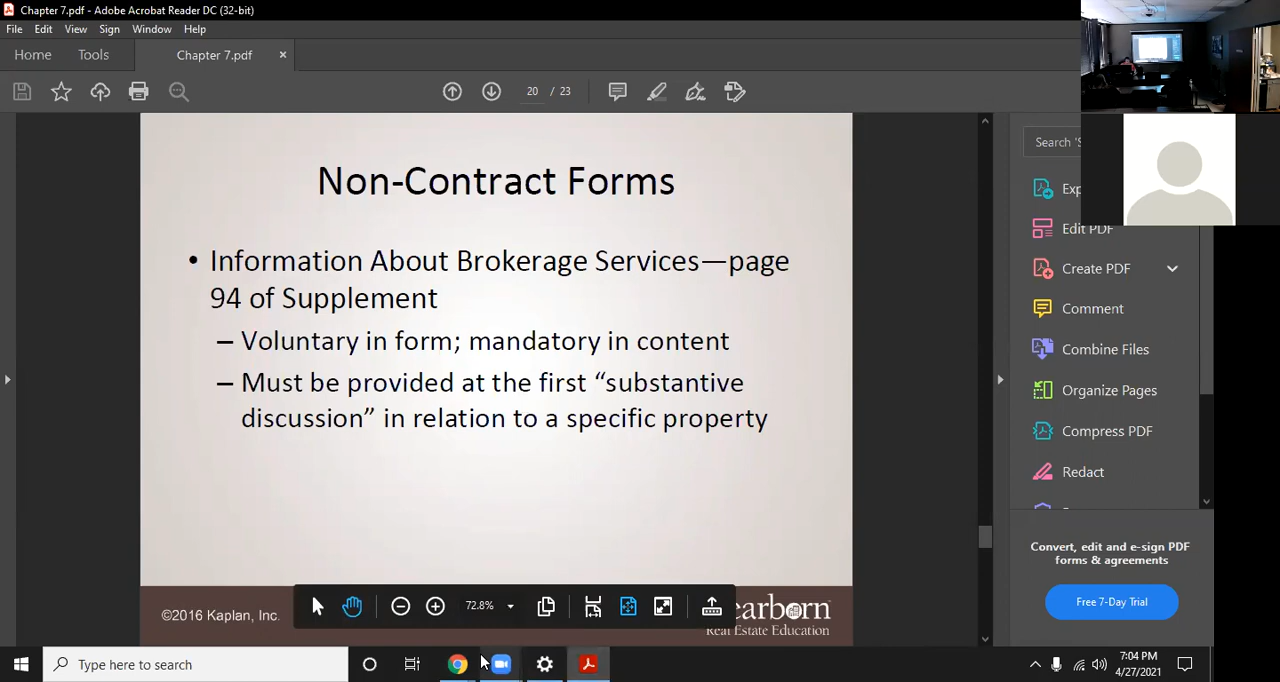 Chapter 7.pdf - Adobe Acrobat Reader DC (32-bit)
File Edit View Sign Window Help
Home Tools Chapter 7.pdf ×
20 / 23
Search
Non-Contract Forms
• Information About Brokerage Services—page
94 of Supplement
– Voluntary in form; mandatory in content
– Must be provided at the first “substantive
discussion” in relation to a specific property
©2016 Kaplan, Inc.
Real Estate Education
72.8%
Edit PDF
Create PDF
Comment
Combine Files
Organize Pages
Compress PDF
Redact
Convert, edit and e-sign PDF
forms & agreements
Free 7-Day Trial
Type here to search
7:04 PM
4/27/2021